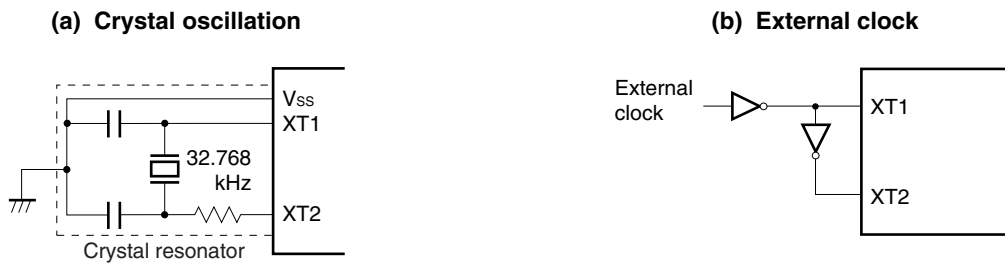 (a) Crystal oscillation
VSS
XT1
32.768
kHz
XT2
Crystal resonator
(b) External clock
External
clock
XT1
XT2